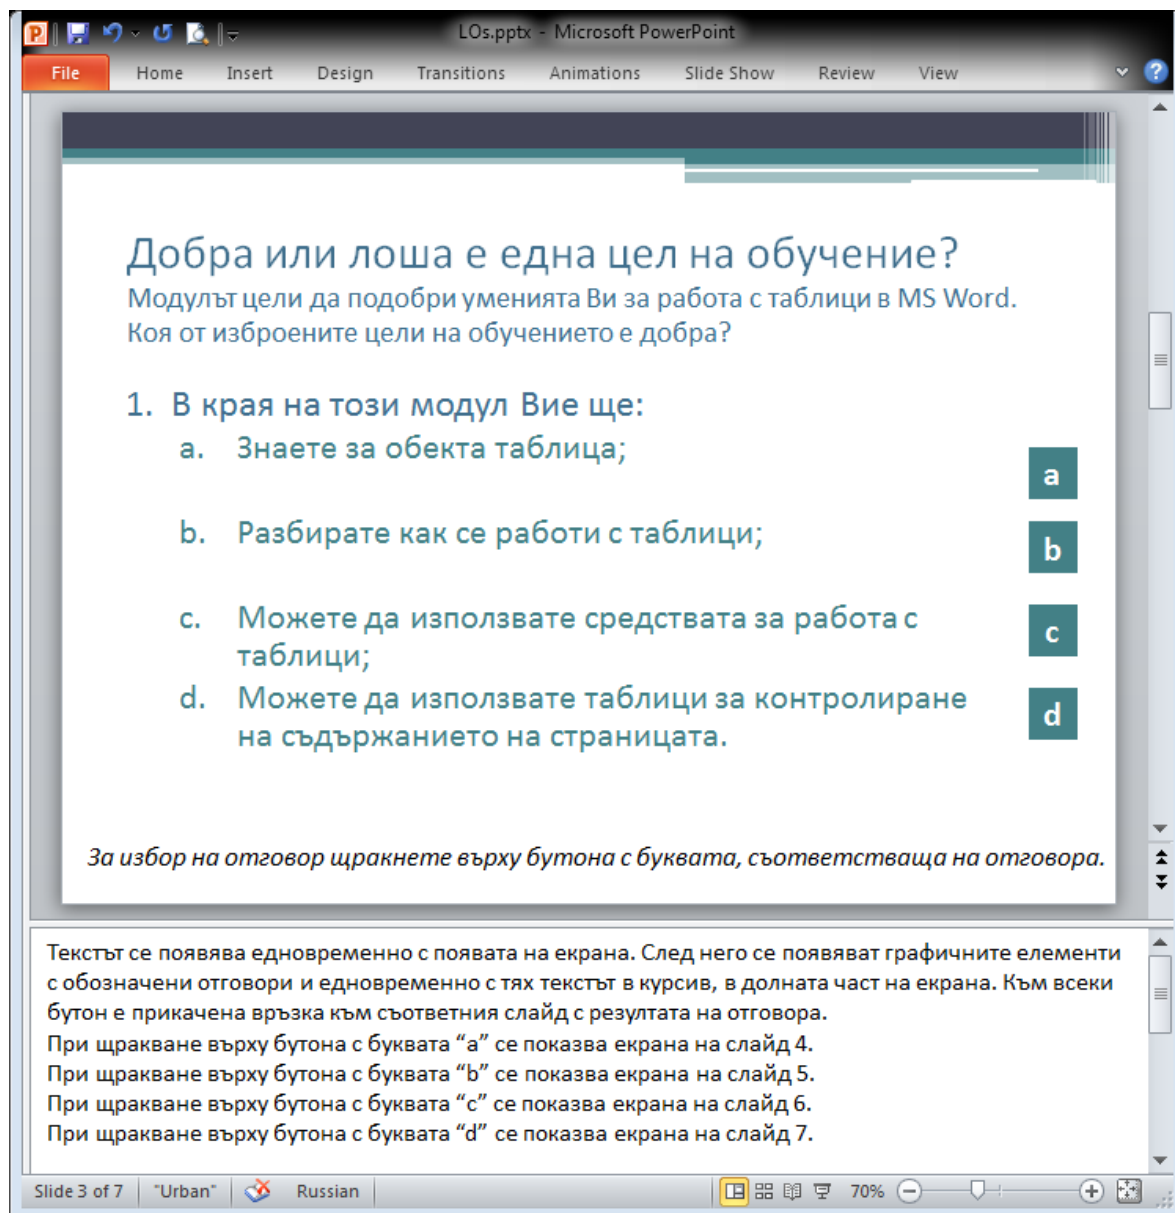 LOs.pptx - Microsoft PowerPoint
File Home Insert Design Transitions Animations Slide Show Review View
Добра или лоша е една цел на обучение?
Модулът цели да подобри уменията Ви за работа с таблици в MS Word.
Коя от изброените цели на обучението е добра?
1. В края на този модул Вие ще:
a. Знаете за обекта таблица;
a
b. Разбирате как се работи с таблици;
b
c. Можете да използвате средствата за работа с
таблици;
c
d. Можете да използвате таблици за контролиране
на съдържанието на страницата.
d
За избор на отговор щракнете върху бутона с буквата, съответстваща на отговора.
Текстът се появява едновременно с появата на екрана. След него се появяват графичните елементи
с обозначени отговори и едновременно с тях текстът в курсив, в долната част на екрана. Към всеки
бутон е прикачена връзка към съответния слайд с резултата на отговора.
При щракване върху бутона с буквата “a” се показва екрана на слайд 4.
При щракване върху бутона с буквата “b” се показва екрана на слайд 5.
При щракване върху бутона с буквата “c” се показва екрана на слайд 6.
При щракване върху бутона с буквата “d” се показва екрана на слайд 7.
Slide 3 of 7 "Urban" Russian 70%